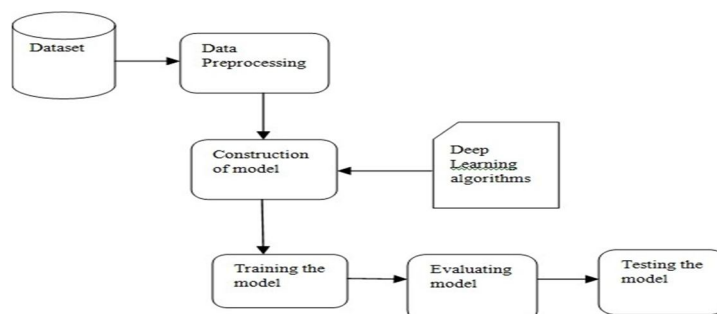 Dataset
Data
Preprocessing
Construction
of model
Deep
Learning
algorithms
Training the
model
Evaluating
model
Testing the
model